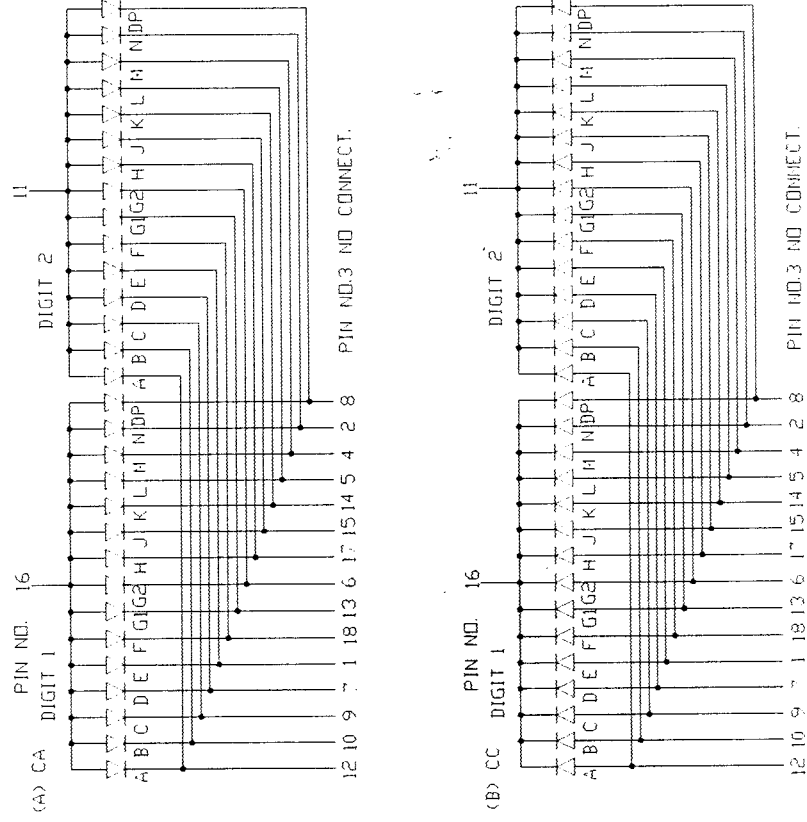 (A) CA
PIN NO. 16 11
DIGIT 1 DIGIT 2
A B C D E F G1 G2 H J K L M N DP A B C D E F G1 G2 H J K L M N DP
12 10 9 7 1 18 13 6 17 15 14 5 4 2 8
PIN NO.3 NO CONNECT.
(B) CC
PIN NO. 16 11
DIGIT 1 DIGIT 2
A B C D E F G1 G2 H J K L M N DP A B C D E F G1 G2 H J K L M N DP
12 10 9 7 1 18 13 6 17 15 14 5 4 2 8
PIN NO.3 NO CONNECT.